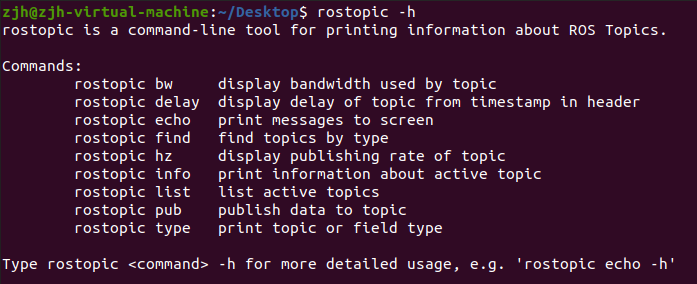 zjh@zjh-virtual-machine:~/Desktop$ rostopic -h
rostopic is a command-line tool for printing information about ROS Topics.

Commands:
        rostopic bw     display bandwidth used by topic
        rostopic delay  display delay of topic from timestamp in header
        rostopic echo   print messages to screen
        rostopic find   find topics by type
        rostopic hz     display publishing rate of topic
        rostopic info   print information about active topic
        rostopic list   list active topics
        rostopic pub    publish data to topic
        rostopic type   print topic or field type

Type rostopic <command> -h for more detailed usage, e.g. 'rostopic echo -h'